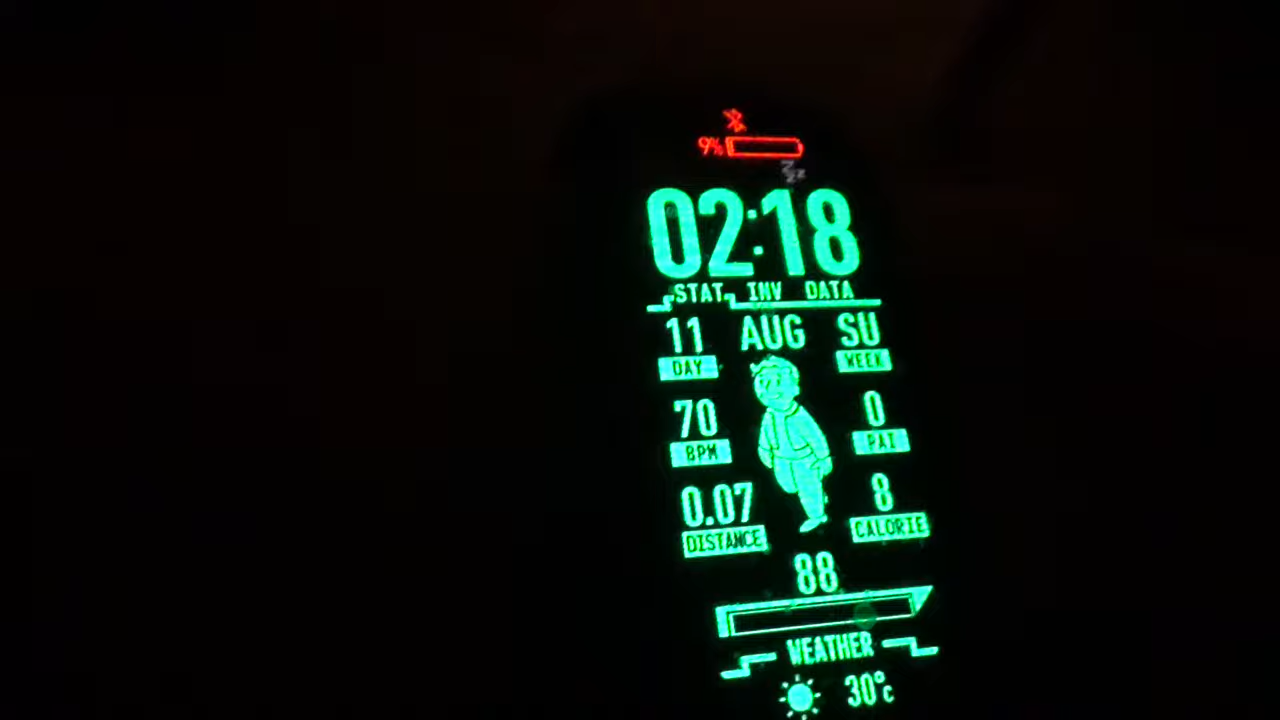 9%
02:18
STAT INV DATA
11 AUG SU
DAY WEEK
70 0
BPM PAI
0.07 8
DISTANCE CALORIE
88
WEATHER
30°C